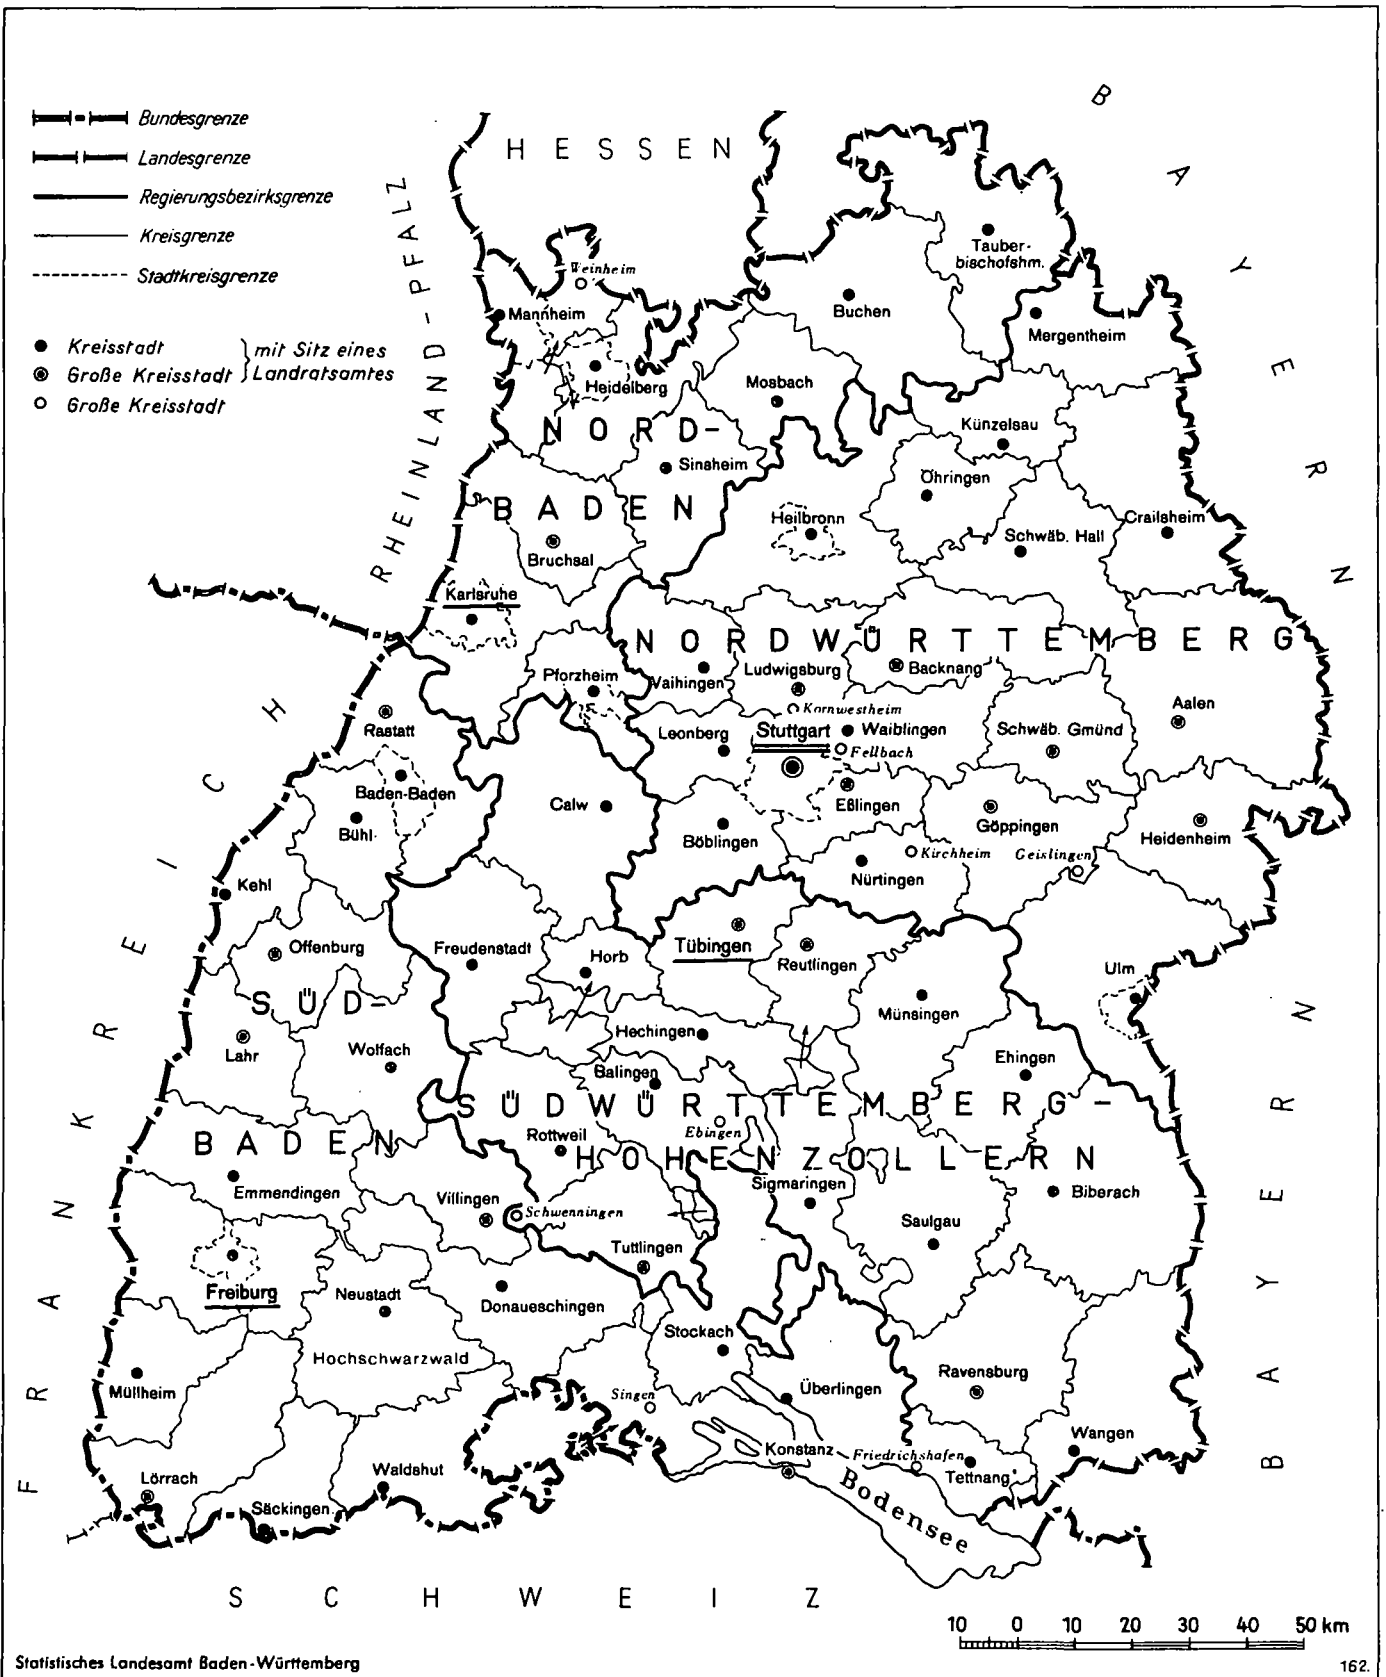 Bundesgrenze
Landesgrenze
Regierungsbezirksgrenze
Kreisgrenze
Stadtkreisgrenze
Kreisstadt
Große Kreisstadt
mit Sitz eines
Landratsamtes
Große Kreisstadt
HESSEN
BAYERN
RHEINLAND-PFALZ
Tauber-
bischofshm.
Weinheim
Mannheim
Buchen
Mergentheim
Heidelberg
Mosbach
NORD-
Künzelsau
Sinsheim
Öhringen
BADEN
Heilbronn
Crailsheim
Schwäb. Hall
Bruchsal
Karlsruhe
NORDWÜRTTEMBERG
Pforzheim
Vaihingen
Ludwigsburg
Backnang
Aalen
Kornwestheim
Rastatt
Leonberg
Stuttgart
Waiblingen
Schwäb. Gmünd
Fellbach
Baden-Baden
Calw
Eßlingen
Göppingen
Bühl
Böblingen
Heidenheim
Kirchheim
Geislingen
Nürtingen
Kehl
Offenburg
Freudenstadt
Horb
Tübingen
Reutlingen
Ulm
FRANKREICH
SÜD-
Münsingen
Hechingen
Lahr
Wolfach
Ehingen
Balingen
SÜDWÜRTTEMBERG-
Ebingen
BADEN
Rottweil
HOHENZOLLERN
Emmendingen
Villingen
Schwenningen
Sigmaringen
Biberach
Saulgau
Tuttlingen
Freiburg
Neustadt
Donaueschingen
Stockach
Hochschwarzwald
Müllheim
Überlingen
Ravensburg
Singen
Wangen
Konstanz
Friedrichshafen
Tettnang
Lörrach
Waldshut
Säckingen
Bodensee
BAYERN
SCHWEIZ
10 0 10 20 30 40 50 km
Statistisches Landesamt Baden-Württemberg
162.